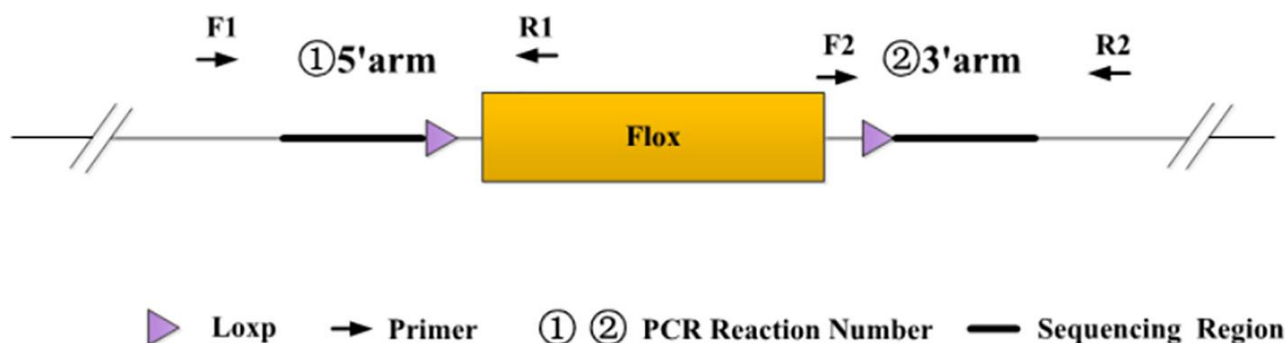 F1
①5'arm
R1
F2
②3'arm
R2
Flox
Loxp
Primer
① ② PCR Reaction Number
Sequencing Region